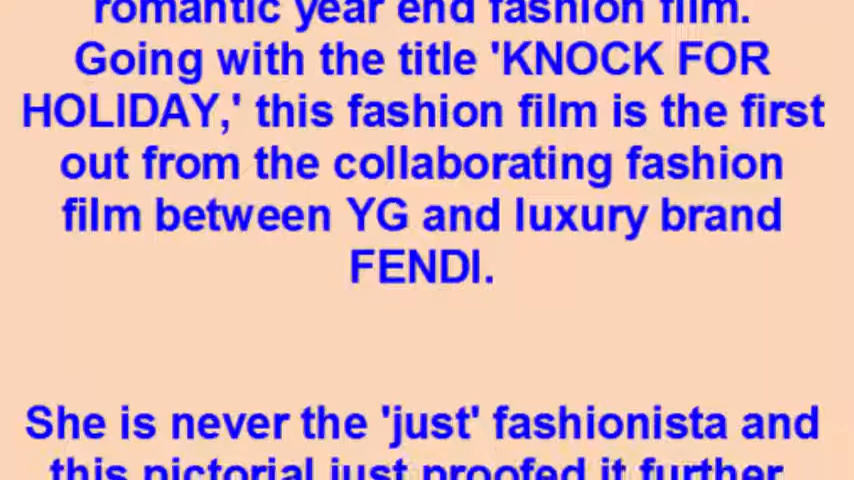 romantic year end fashion film.
Going with the title 'KNOCK FOR
HOLIDAY,' this fashion film is the first
out from the collaborating fashion
film between YG and luxury brand
FENDI.
She is never the 'just' fashionista and
this pictorial just proofed it further